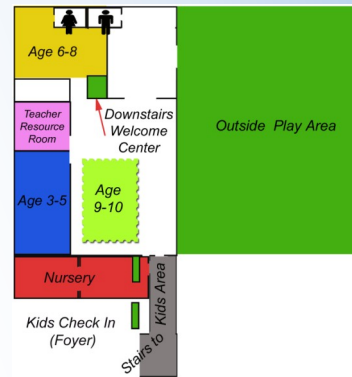 Age 6-8
Downstairs
Welcome
Center
Teacher
Resource
Room
Outside Play Area
Age 3-5
Age
9-10
Nursery
Kids Check In
(Foyer)
Stairs to
Kids Area